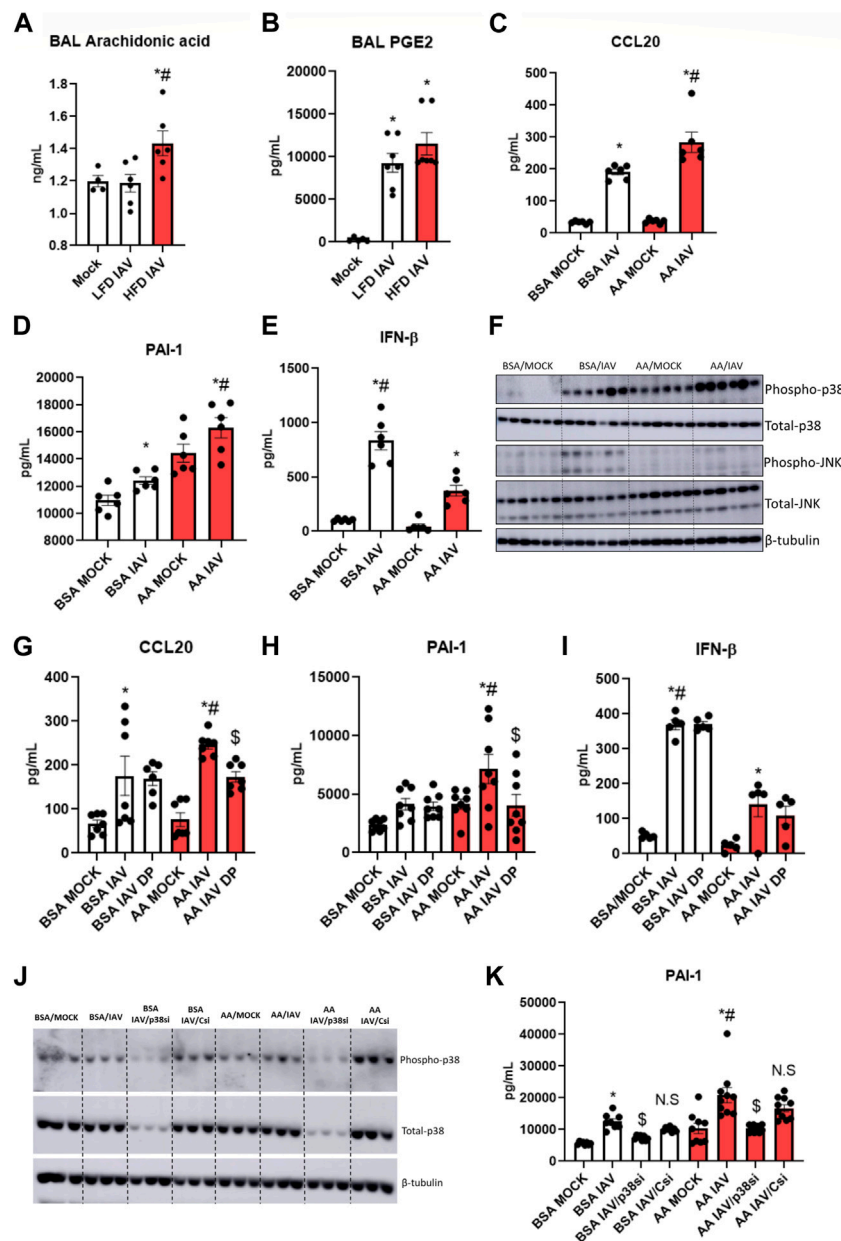 A
BAL Arachidonic acid
*#
1.8
1.6
1.4
1.2
1.0
0.8
ng/mL
Mock
LFD IAV
HFD IAV
B
BAL PGE2
*
*
20000
15000
10000
5000
0
pg/mL
Mock
LFD IAV
HFD IAV
C
CCL20
*#
*
500
400
300
200
100
0
pg/mL
BSA MOCK
BSA IAV
AA MOCK
AA IAV
D
PAI-1
*#
*
20000
18000
16000
14000
12000
10000
8000
pg/mL
BSA MOCK
BSA IAV
AA MOCK
AA IAV
E
IFN-β
*#
*
1500
1000
500
0
pg/mL
BSA MOCK
BSA IAV
AA MOCK
AA IAV
F
BSA/MOCK BSA/IAV AA/MOCK AA/IAV
Phospho-p38
Total-p38
Phospho-JNK
Total-JNK
β-tubulin
G
CCL20
*
*#
$
400
300
200
100
0
pg/mL
BSA MOCK
BSA IAV
BSA IAV DP
AA MOCK
AA IAV
AA IAV DP
H
PAI-1
*#
$
15000
10000
5000
0
pg/mL
BSA MOCK
BSA IAV
BSA IAV DP
AA MOCK
AA IAV
AA IAV DP
I
IFN-β
*#
*
400
300
200
100
0
pg/mL
BSA/MOCK
BSA IAV
BSA IAV DP
AA MOCK
AA IAV
AA IAV DP
J
BSA/MOCK BSA/IAV BSA IAV/p38si BSA IAV/Csi AA/MOCK AA/IAV AA IAV/p38si AA IAV/Csi
Phospho-p38
Total-p38
β-tubulin
K
PAI-1
*#
*
$
N.S
$
N.S
50000
40000
30000
20000
10000
0
pg/mL
BSA MOCK
BSA IAV
BSA IAV/p38si
BSA IAV/Csi
AA MOCK
AA IAV
AA IAV/p38si
AA IAV/Csi